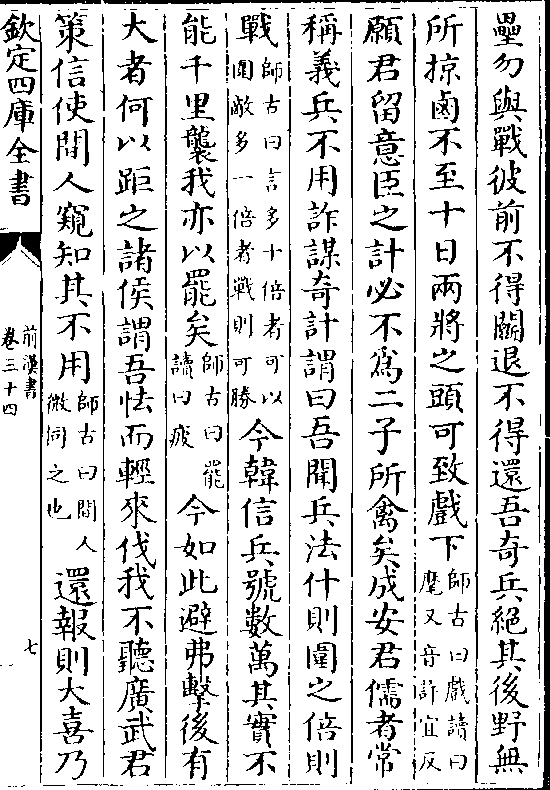 壘勿與戰彼前不得鬬退不得還吾奇兵絕其後野無
所掠鹵不至十日兩將之頭可致戲下師古曰戲讀曰麾又音許宜反
願君留意臣之計必不為二子所禽矣成安君儒者常
稱義兵不用詐謀奇計謂曰吾聞兵法什則圍之倍則
戰師古曰言多十倍者可以圍敵多一倍者戰則可勝今韓信兵號數萬其實不
能千里襲我亦以罷矣師古曰罷讀曰疲今如此避弗擊後有
大者何以距之諸侯謂吾怯而輕來伐我不聽廣武君
策信使間人窺知其不用師古曰間人微伺之也還報則大喜乃
欽定四庫全書
前漢書
卷三十四
七